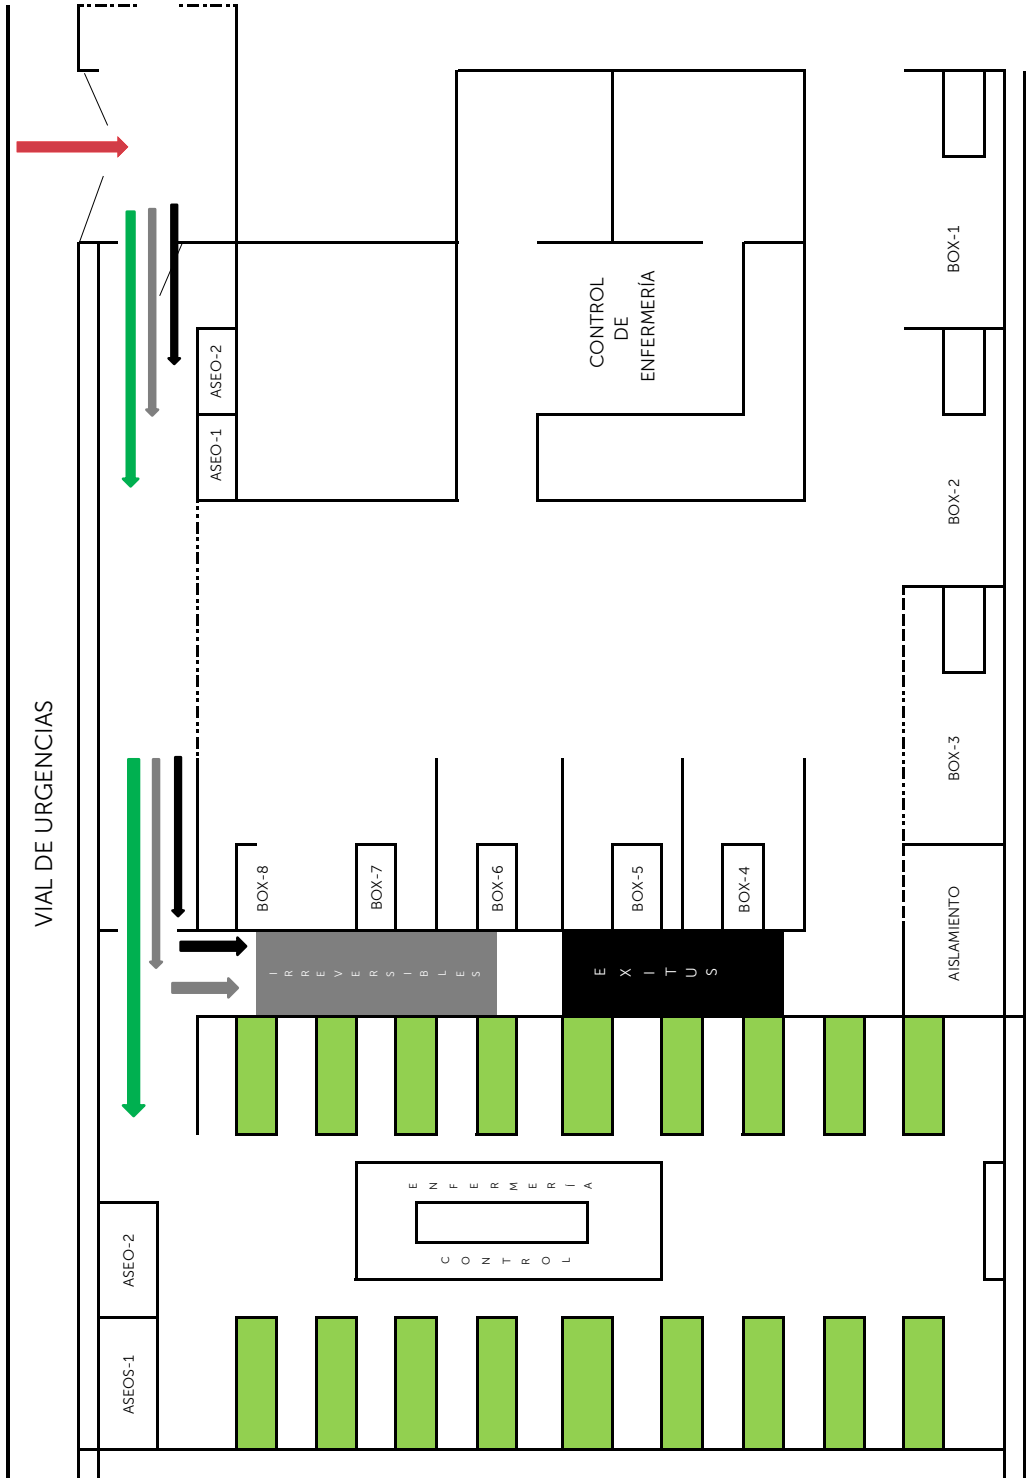 VIAL DE URGENCIAS
ASEO-2
ASEO-1
CONTROL
DE
ENFERMERÍA
BOX-1
BOX-2
BOX-3
AISLAMIENTO
BOX-8
BOX-7
BOX-6
BOX-5
BOX-4
IRREVERSIBLES
EXITUS
ENFERMERÍA
CONTROL
ASEO-2
ASEOS-1